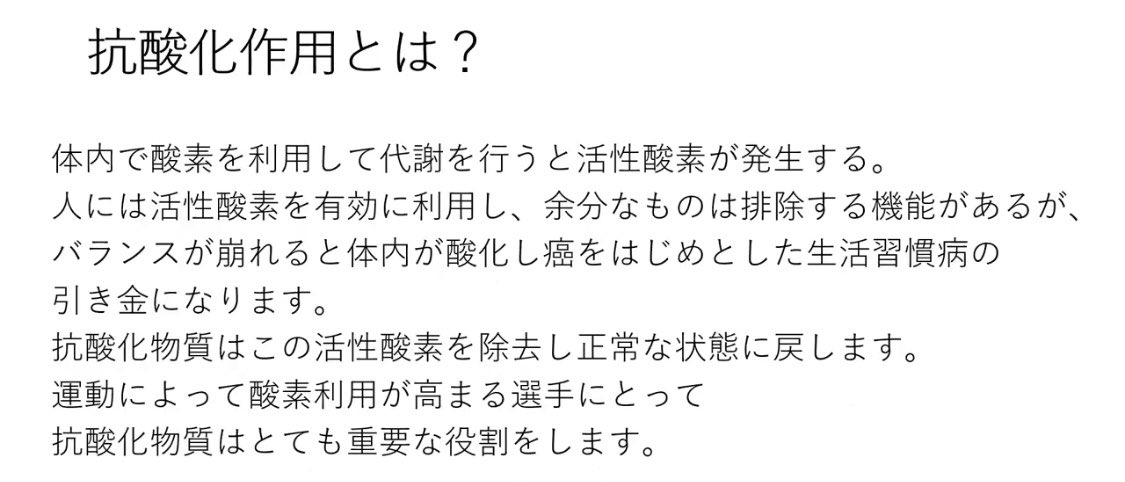 抗酸化作用とは？
体内で酸素を利用して代謝を行うと活性酸素が発生する。
人には活性酸素を有効に利用し、余分なものは排除する機能があるが、
バランスが崩れると体内が酸化し癌をはじめとした生活習慣病の
引き金になります。
抗酸化物質はこの活性酸素を除去し正常な状態に戻します。
運動によって酸素利用が高まる選手にとって
抗酸化物質はとても重要な役割をします。